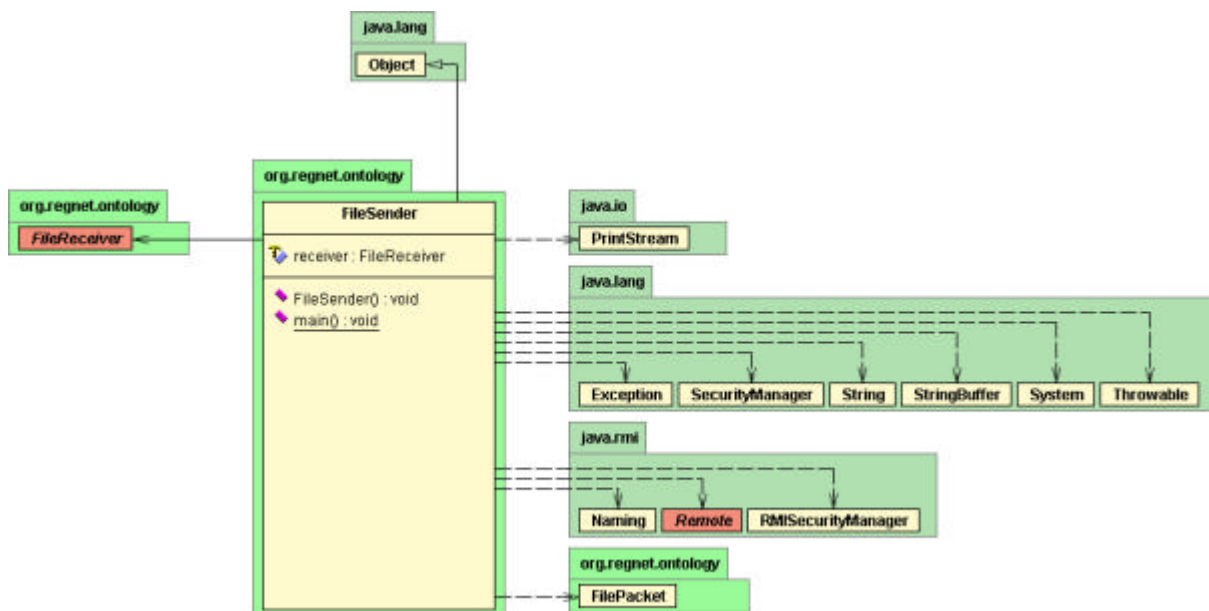 java.lang
Object
org.regnet.ontology
FileReceiver
org.regnet.ontology
FileSender
receiver : FileReceiver
FileSender() : void
main() : void
java.io
PrintStream
java.lang
Exception SecurityManager String StringBuffer System Throwable
java.rmi
Naming Remote RMISecurityManager
org.regnet.ontology
FilePacket